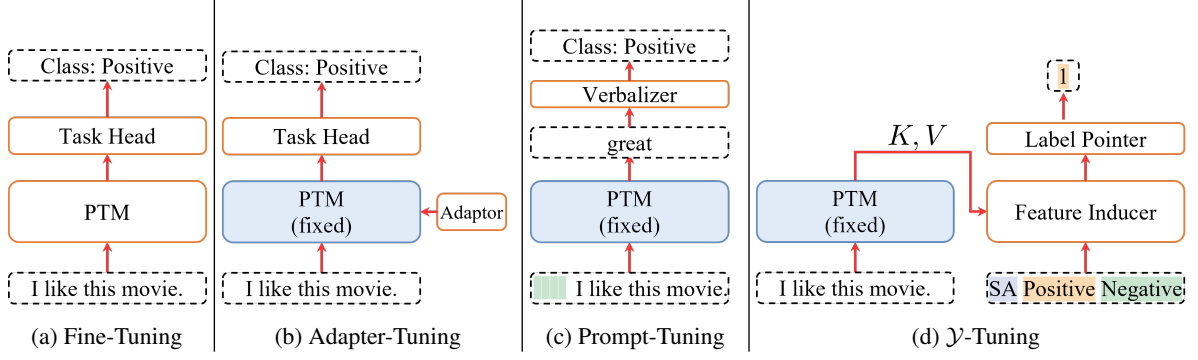 Class: Positive
Task Head
PTM
I like this movie.
(a) Fine-Tuning
Class: Positive
Task Head
PTM
(fixed)
Adaptor
I like this movie.
(b) Adapter-Tuning
Class: Positive
Verbalizer
great
PTM
(fixed)
I like this movie.
(c) Prompt-Tuning
1
Label Pointer
K, V
PTM
(fixed)
Feature Inducer
I like this movie.
SA Positive Negative
(d) 𝒴-Tuning